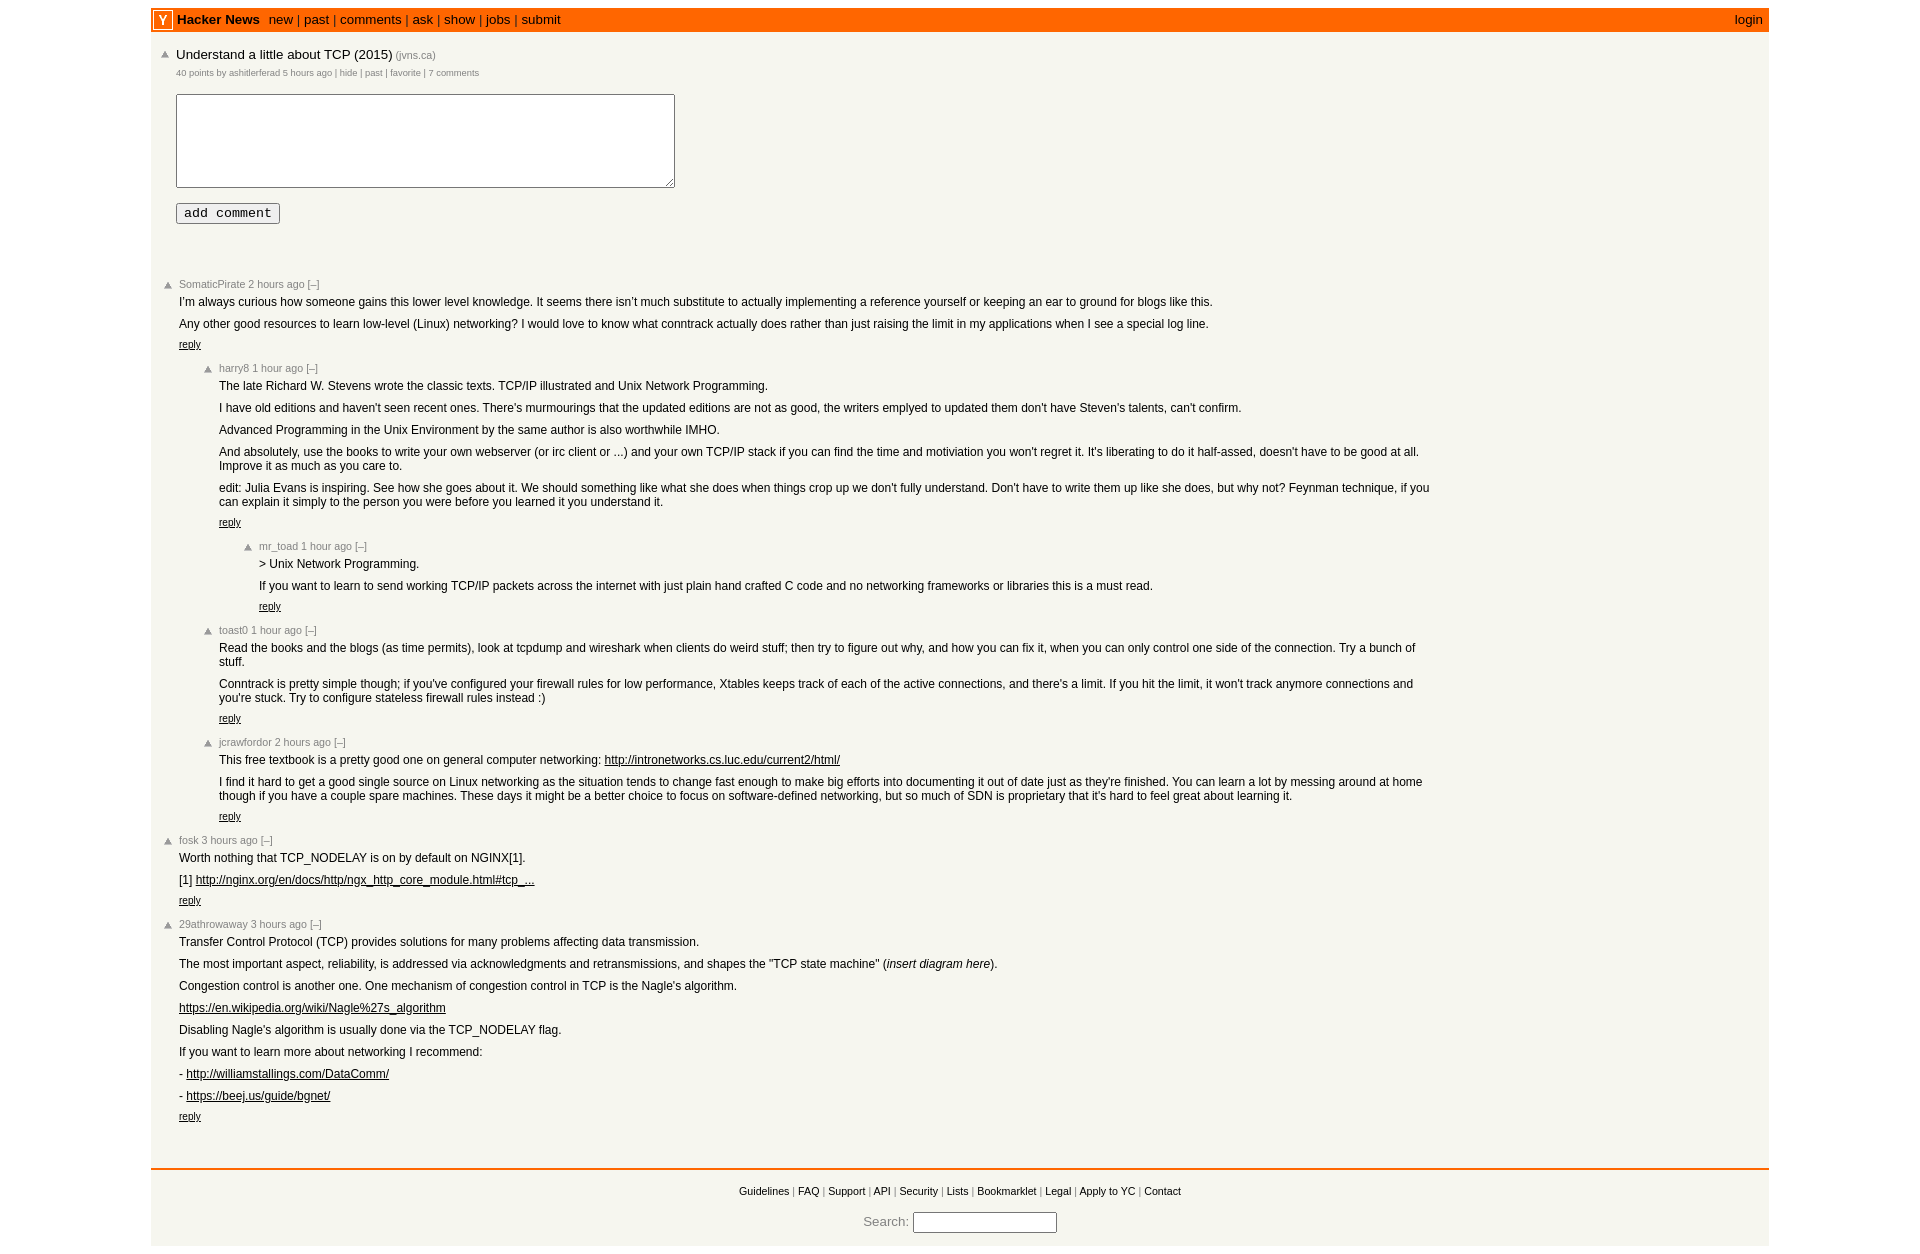 Y Hacker News new | past | comments | ask | show | jobs | submit login
Understand a little about TCP (2015) (jvns.ca)
40 points by ashitlerferad 5 hours ago | hide | past | favorite | 7 comments
add comment
SomaticPirate 2 hours ago [–]
I’m always curious how someone gains this lower level knowledge. It seems there isn’t much substitute to actually implementing a reference yourself or keeping an ear to ground for blogs like this.
Any other good resources to learn low-level (Linux) networking? I would love to know what conntrack actually does rather than just raising the limit in my applications when I see a special log line.
reply
harry8 1 hour ago [–]
The late Richard W. Stevens wrote the classic texts. TCP/IP illustrated and Unix Network Programming.
I have old editions and haven't seen recent ones. There's murmourings that the updated editions are not as good, the writers emplyed to updated them don't have Steven's talents, can't confirm.
Advanced Programming in the Unix Environment by the same author is also worthwhile IMHO.
And absolutely, use the books to write your own webserver (or irc client or ...) and your own TCP/IP stack if you can find the time and motiviation you won't regret it. It's liberating to do it half-assed, doesn't have to be good at all.
Improve it as much as you care to.
edit: Julia Evans is inspiring. See how she goes about it. We should something like what she does when things crop up we don't fully understand. Don't have to write them up like she does, but why not? Feynman technique, if you
can explain it simply to the person you were before you learned it you understand it.
reply
mr_toad 1 hour ago [–]
> Unix Network Programming.
If you want to learn to send working TCP/IP packets across the internet with just plain hand crafted C code and no networking frameworks or libraries this is a must read.
reply
toast0 1 hour ago [–]
Read the books and the blogs (as time permits), look at tcpdump and wireshark when clients do weird stuff; then try to figure out why, and how you can fix it, when you can only control one side of the connection. Try a bunch of
stuff.
Conntrack is pretty simple though; if you've configured your firewall rules for low performance, Xtables keeps track of each of the active connections, and there's a limit. If you hit the limit, it won't track anymore connections and
you're stuck. Try to configure stateless firewall rules instead :)
reply
jcrawfordor 2 hours ago [–]
This free textbook is a pretty good one on general computer networking: http://intronetworks.cs.luc.edu/current2/html/
I find it hard to get a good single source on Linux networking as the situation tends to change fast enough to make big efforts into documenting it out of date just as they're finished. You can learn a lot by messing around at home
though if you have a couple spare machines. These days it might be a better choice to focus on software-defined networking, but so much of SDN is proprietary that it's hard to feel great about learning it.
reply
fosk 3 hours ago [–]
Worth nothing that TCP_NODELAY is on by default on NGINX[1].
[1] http://nginx.org/en/docs/http/ngx_http_core_module.html#tcp_...
reply
29athrowaway 3 hours ago [–]
Transfer Control Protocol (TCP) provides solutions for many problems affecting data transmission.
The most important aspect, reliability, is addressed via acknowledgments and retransmissions, and shapes the "TCP state machine" (insert diagram here).
Congestion control is another one. One mechanism of congestion control in TCP is the Nagle's algorithm.
https://en.wikipedia.org/wiki/Nagle%27s_algorithm
Disabling Nagle's algorithm is usually done via the TCP_NODELAY flag.
If you want to learn more about networking I recommend:
- http://williamstallings.com/DataComm/
- https://beej.us/guide/bgnet/
reply
Guidelines | FAQ | Support | API | Security | Lists | Bookmarklet | Legal | Apply to YC | Contact
Search: